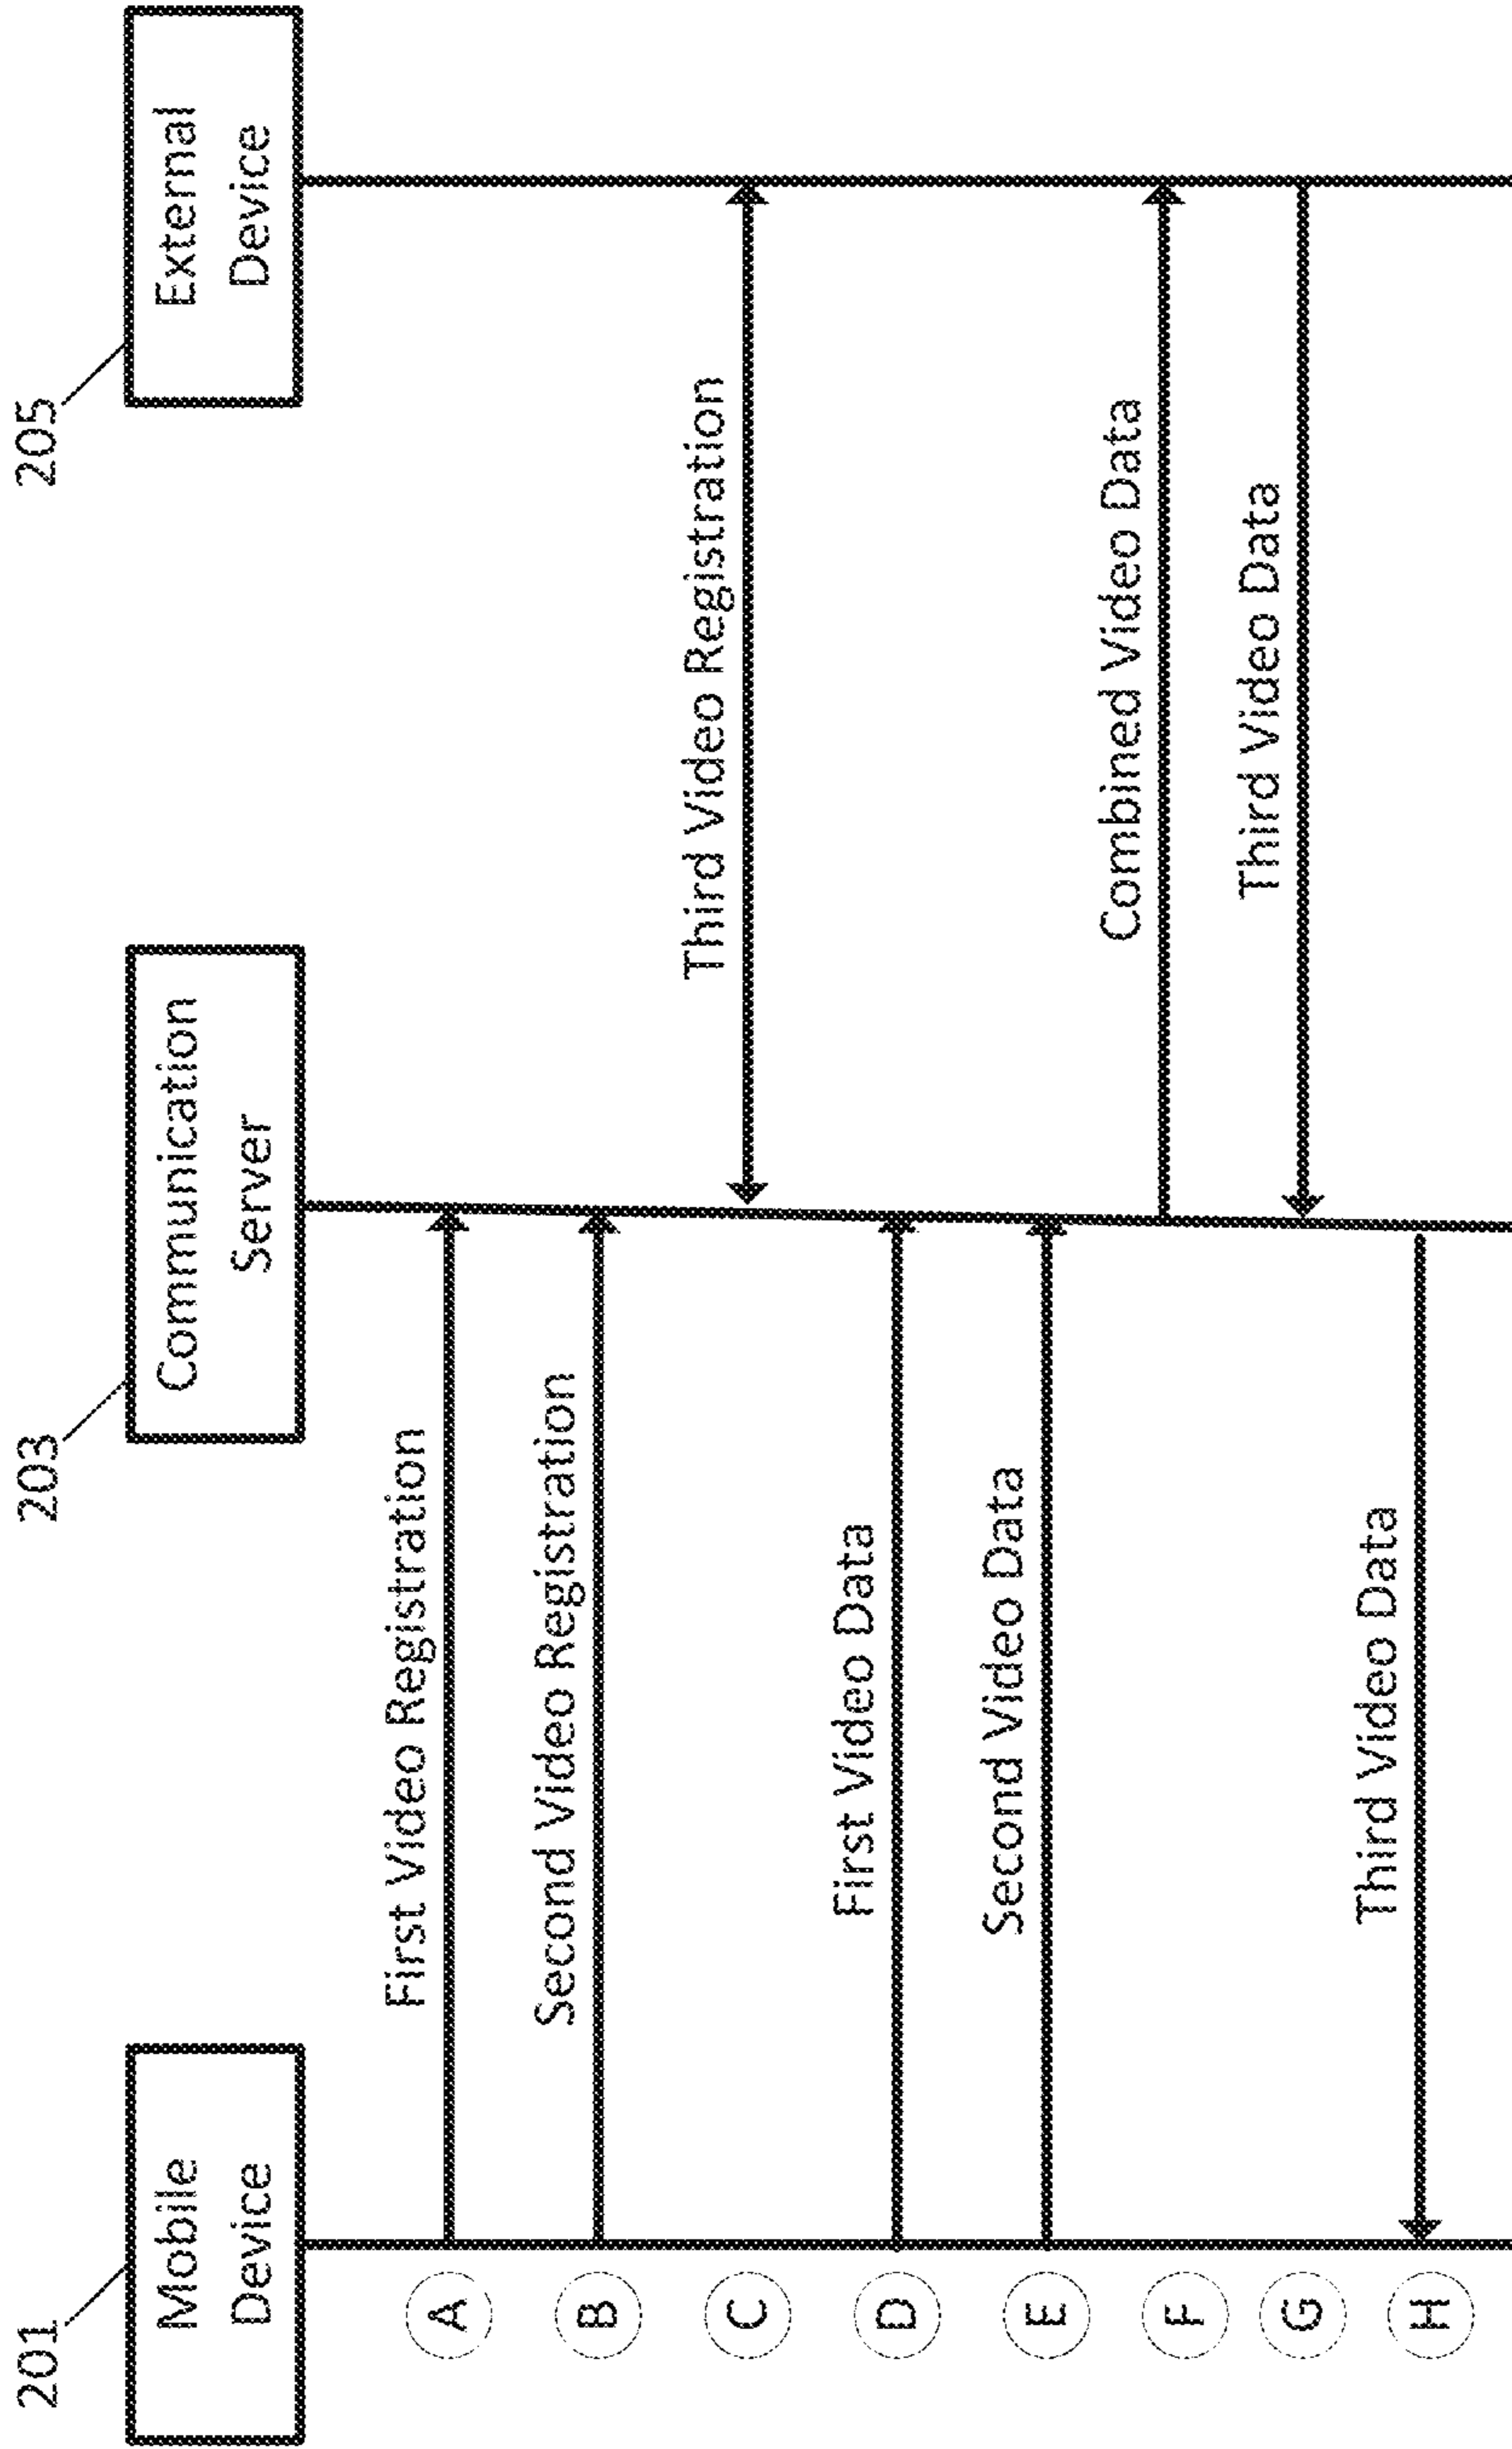 201
Mobile
Device
203
Communication
Server
205
External
Device
A
First Video Registration
B
Second Video Registration
C
Third Video Registration
D
First Video Data
E
Second Video Data
F
Combined Video Data
G
Third Video Data
H
Third Video Data